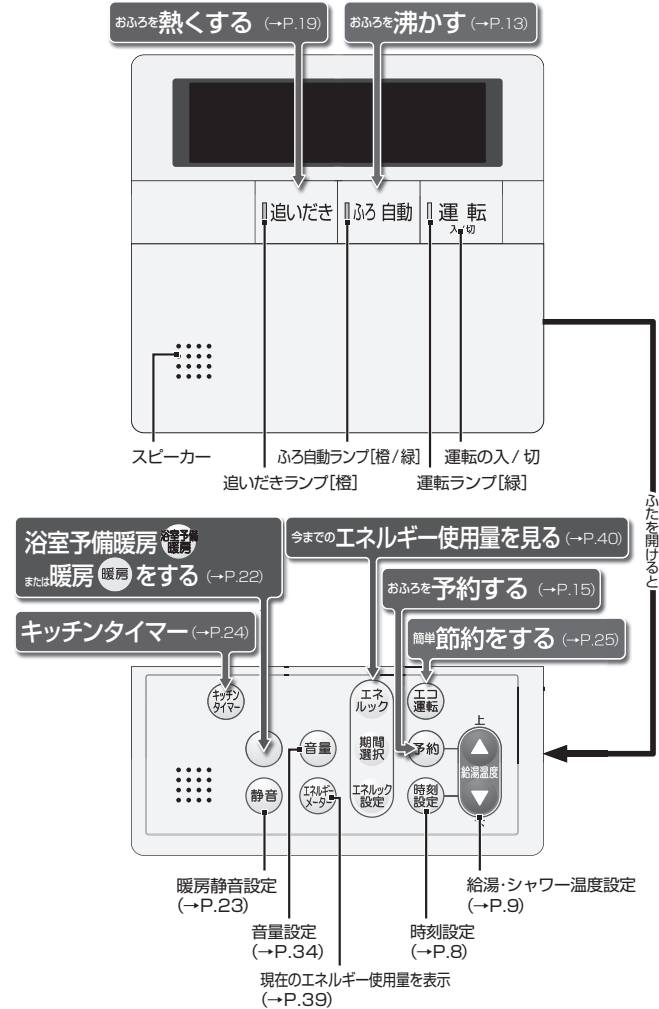 おふろを熱くする（→P.19）
おふろを沸かす（→P.13）
追いだき
ふろ 自動
運 転
入/切
スピーカー
ふろ自動ランプ[橙/緑]
運転の入/切
追いだきランプ[橙]
運転ランプ[緑]
ふたを開けると
浴室予備暖房 浴室予備暖房
または暖房 暖房 をする（→P.22）
今までのエネルギー使用量を見る（→P.40）
おふろを予約する（→P.15）
キッチンタイマー（→P.24）
簡単節約をする（→P.25）
キッチン
タイマー
エネ
ルック
エコ
運転
上
音量
期間
選択
予約
給湯温度
静音
エネルギー
メーター
エネルック
設定
時刻
設定
暖房静音設定
（→P.23）
給湯・シャワー温度設定
（→P.9）
音量設定
（→P.34）
時刻設定
（→P.8）
現在のエネルギー使用量を表示
（→P.39）